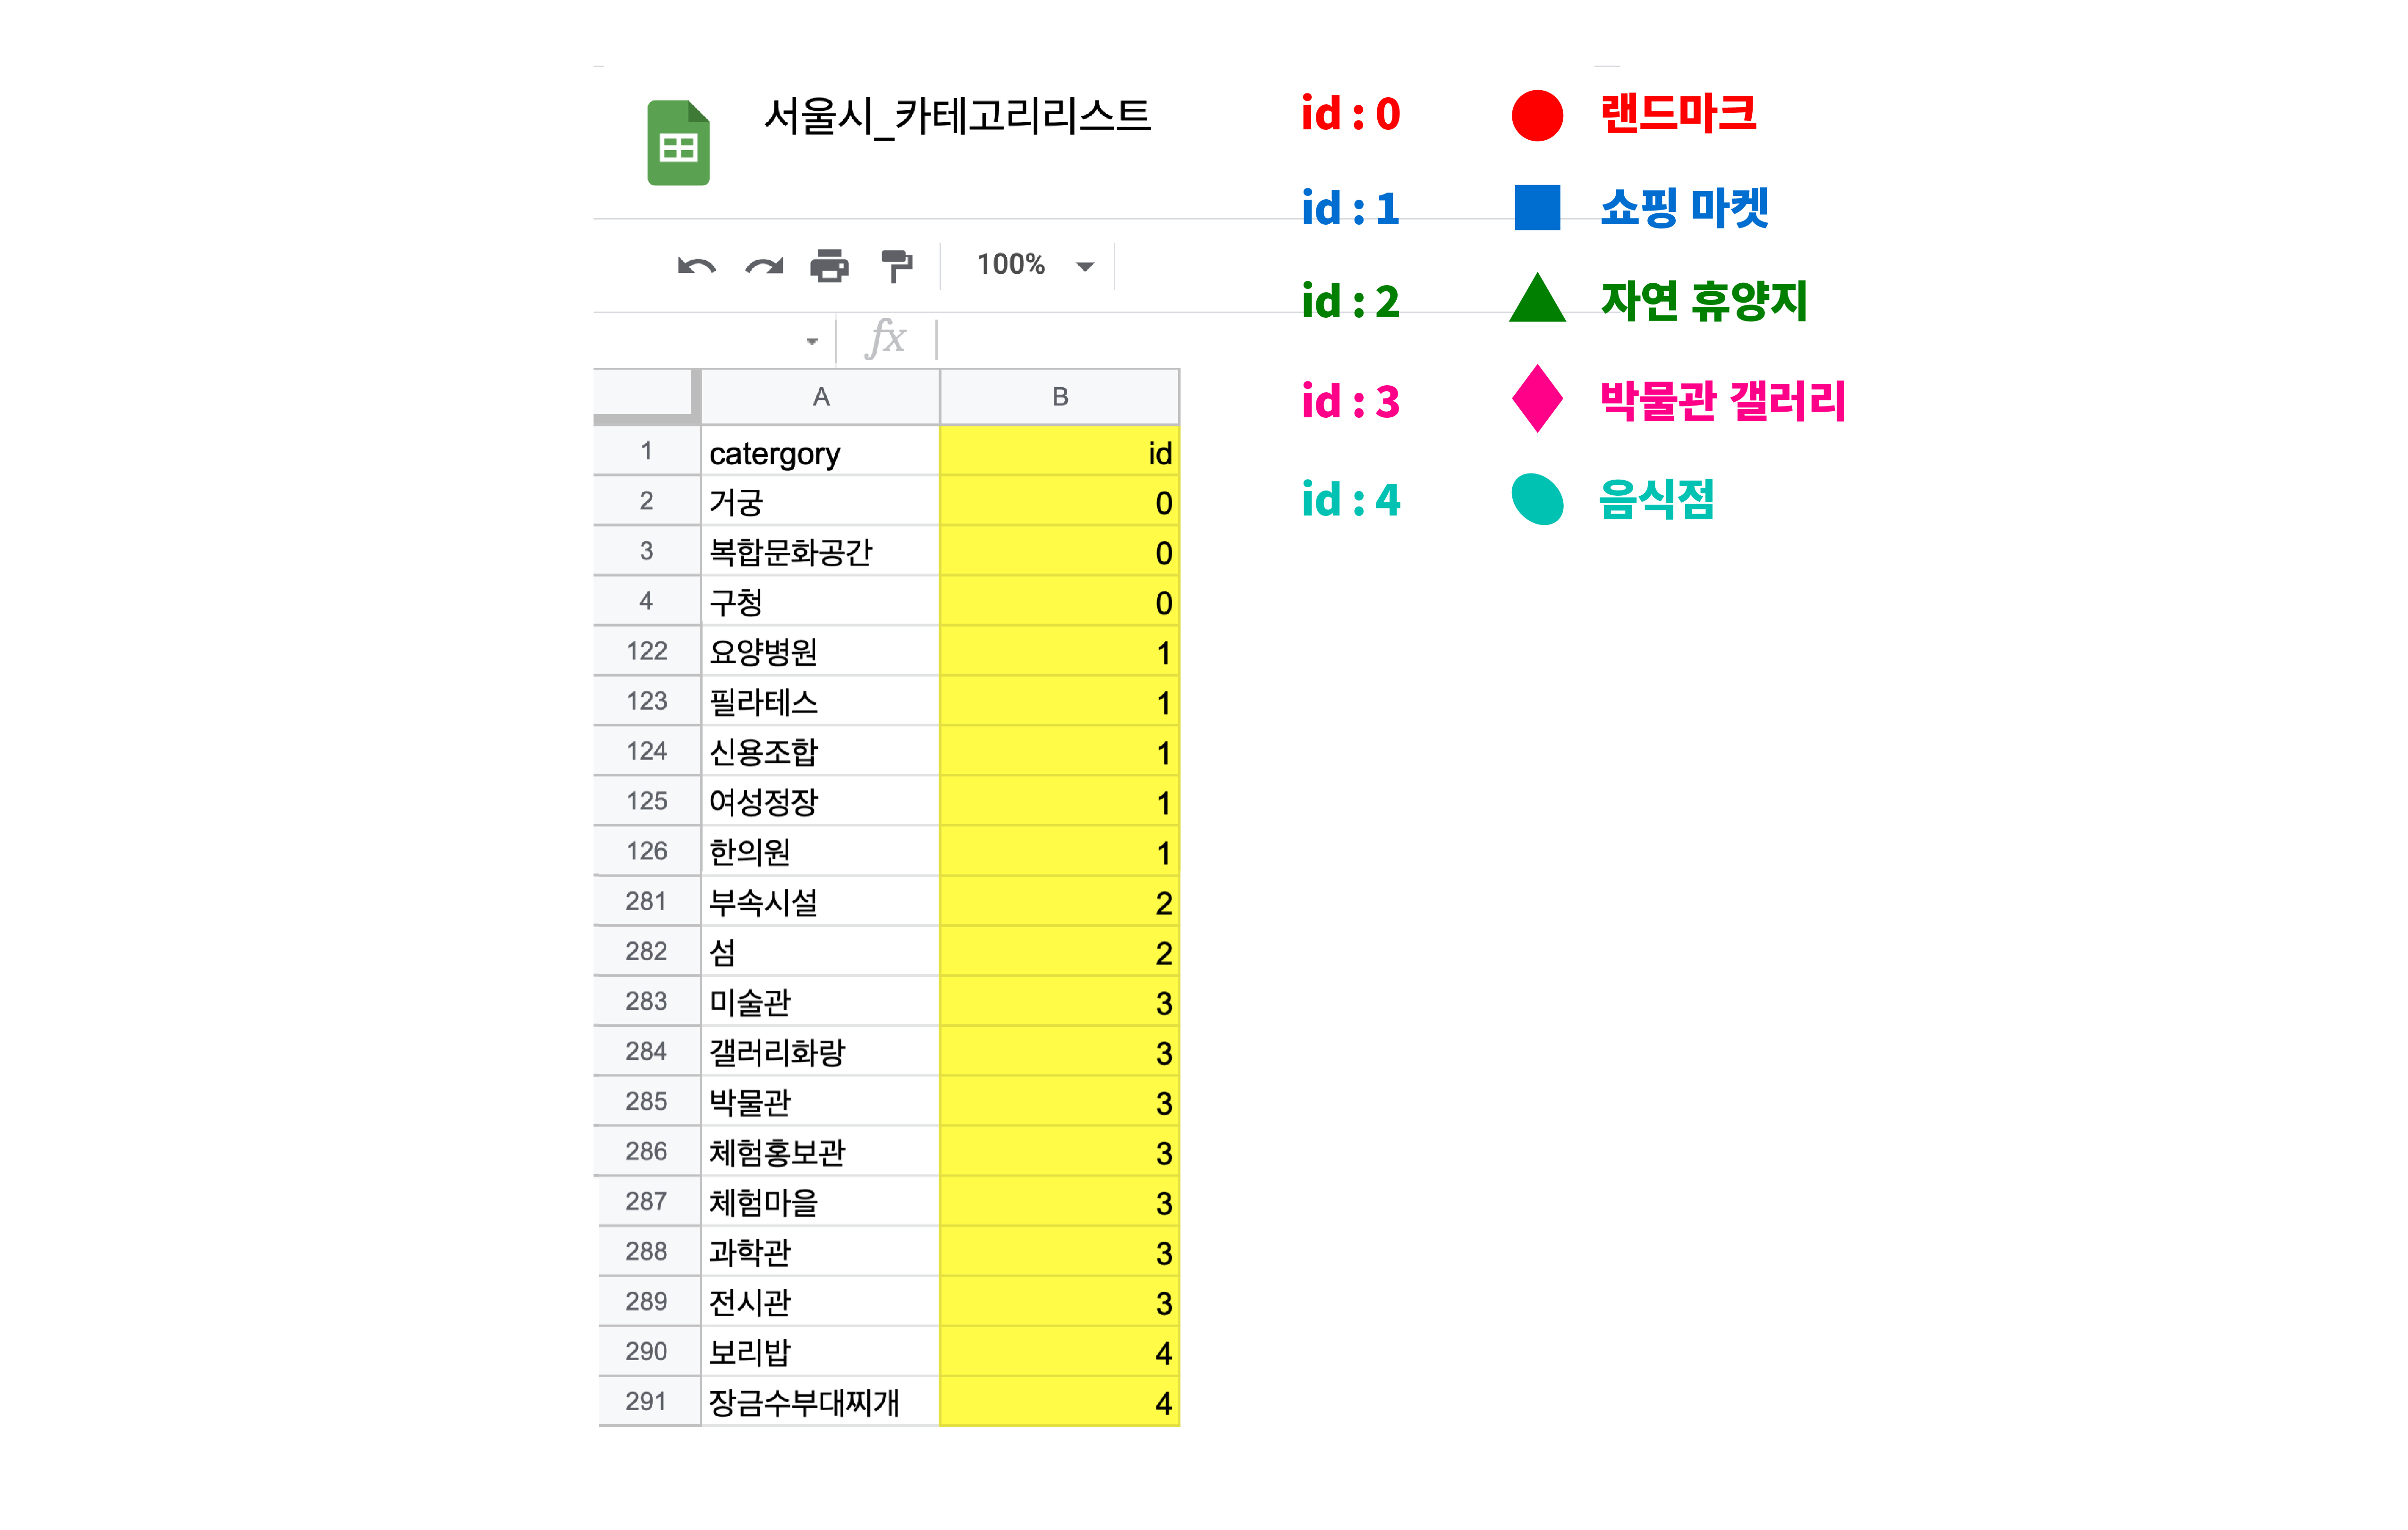 서울시_카테고리리스트
id : 0 랜드마크
id : 1 쇼핑 마켓
id : 2 자연 휴양지
id : 3 박물관 갤러리
id : 4 음식점
100%
fx
A B
1 catergory id
2 거궁 0
3 복합문화공간 0
4 구청 0
122 요양병원 1
123 필라테스 1
124 신용조합 1
125 여성정장 1
126 한의원 1
281 부속시설 2
282 섬 2
283 미술관 3
284 갤러리화랑 3
285 박물관 3
286 체험홍보관 3
287 체험마을 3
288 과학관 3
289 전시관 3
290 보리밥 4
291 장금수부대찌개 4